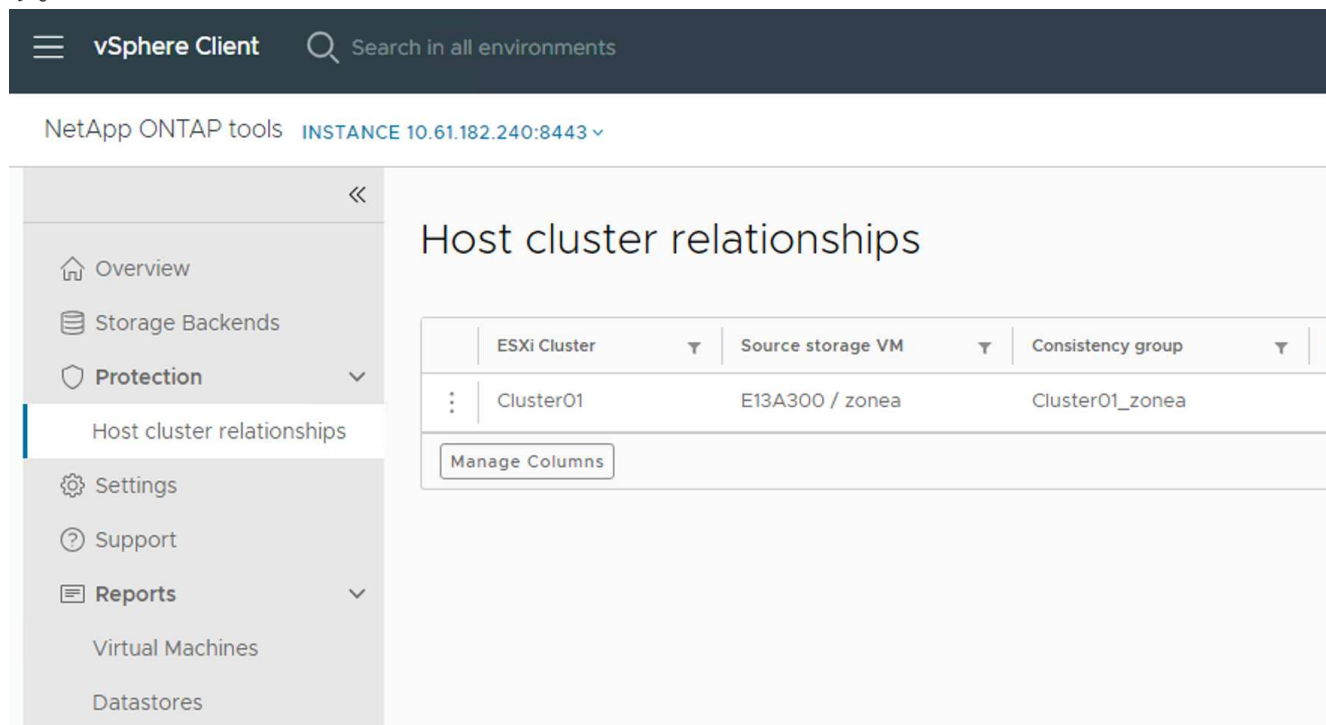 vSphere Client Search in all environments
NetApp ONTAP tools INSTANCE 10.61.182.240:8443
Overview
Storage Backends
Protection
Host cluster relationships
Settings
Support
Reports
Virtual Machines
Datastores
Host cluster relationships
ESXi Cluster Source storage VM Consistency group
Cluster01 E13A300 / zonea Cluster01_zonea
Manage Columns